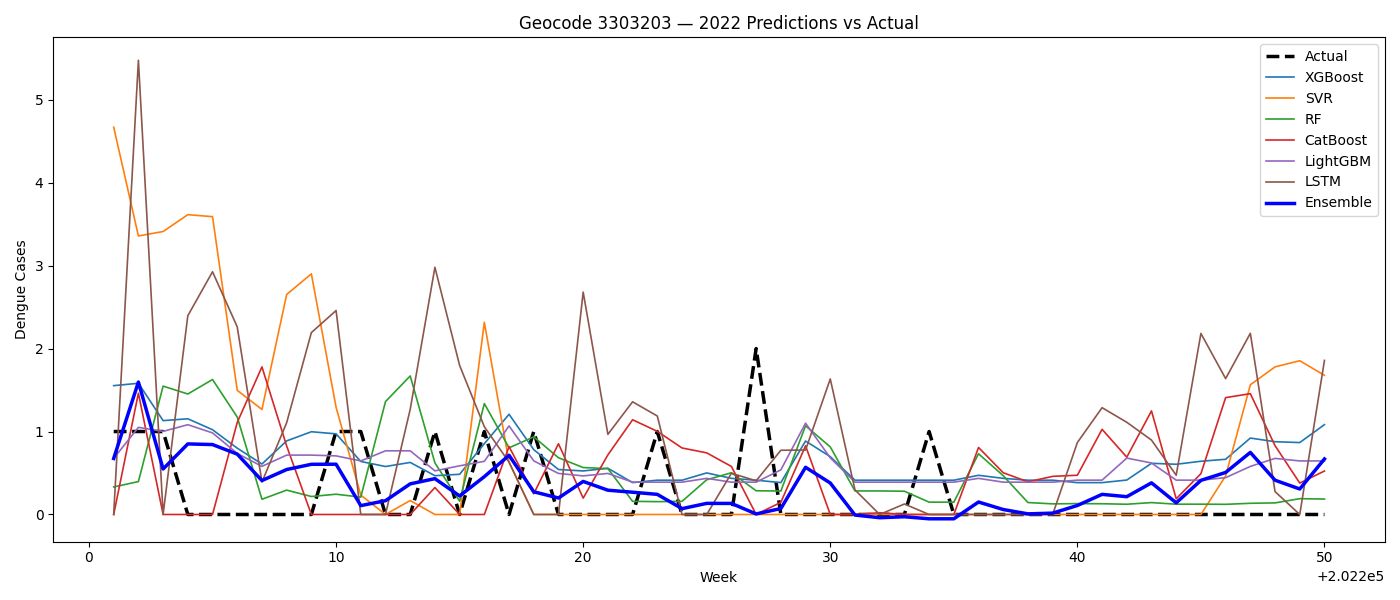 Geocode 3303203 — 2022 Predictions vs Actual
Dengue Cases
5
4
3
2
1
0
Actual
XGBoost
SVR
RF
CatBoost
LightGBM
LSTM
Ensemble
0 10 20 30 40 50
Week
+2.022e5